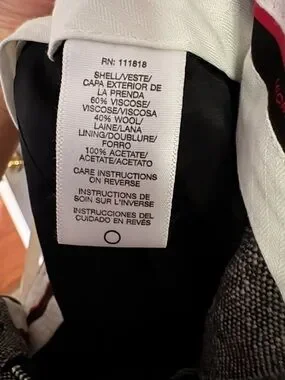 RN: 111818
SHELL/VESTE/
CAPA EXTERIOR DE
LA PRENDA
60% VISCOSE/
VISCOSE/VISCOSA
40% WOOL/
LAINE/LANA
LINING/DOUBLURE/
FORRO
100% ACETATE/
ACETATE/ACETATO
CARE INSTRUCTIONS
ON REVERSE
INSTRUCTIONS DE
SOIN SUR L'INVERSE
INSTRUCCIONES DEL
CUIDADO EN REVÉS